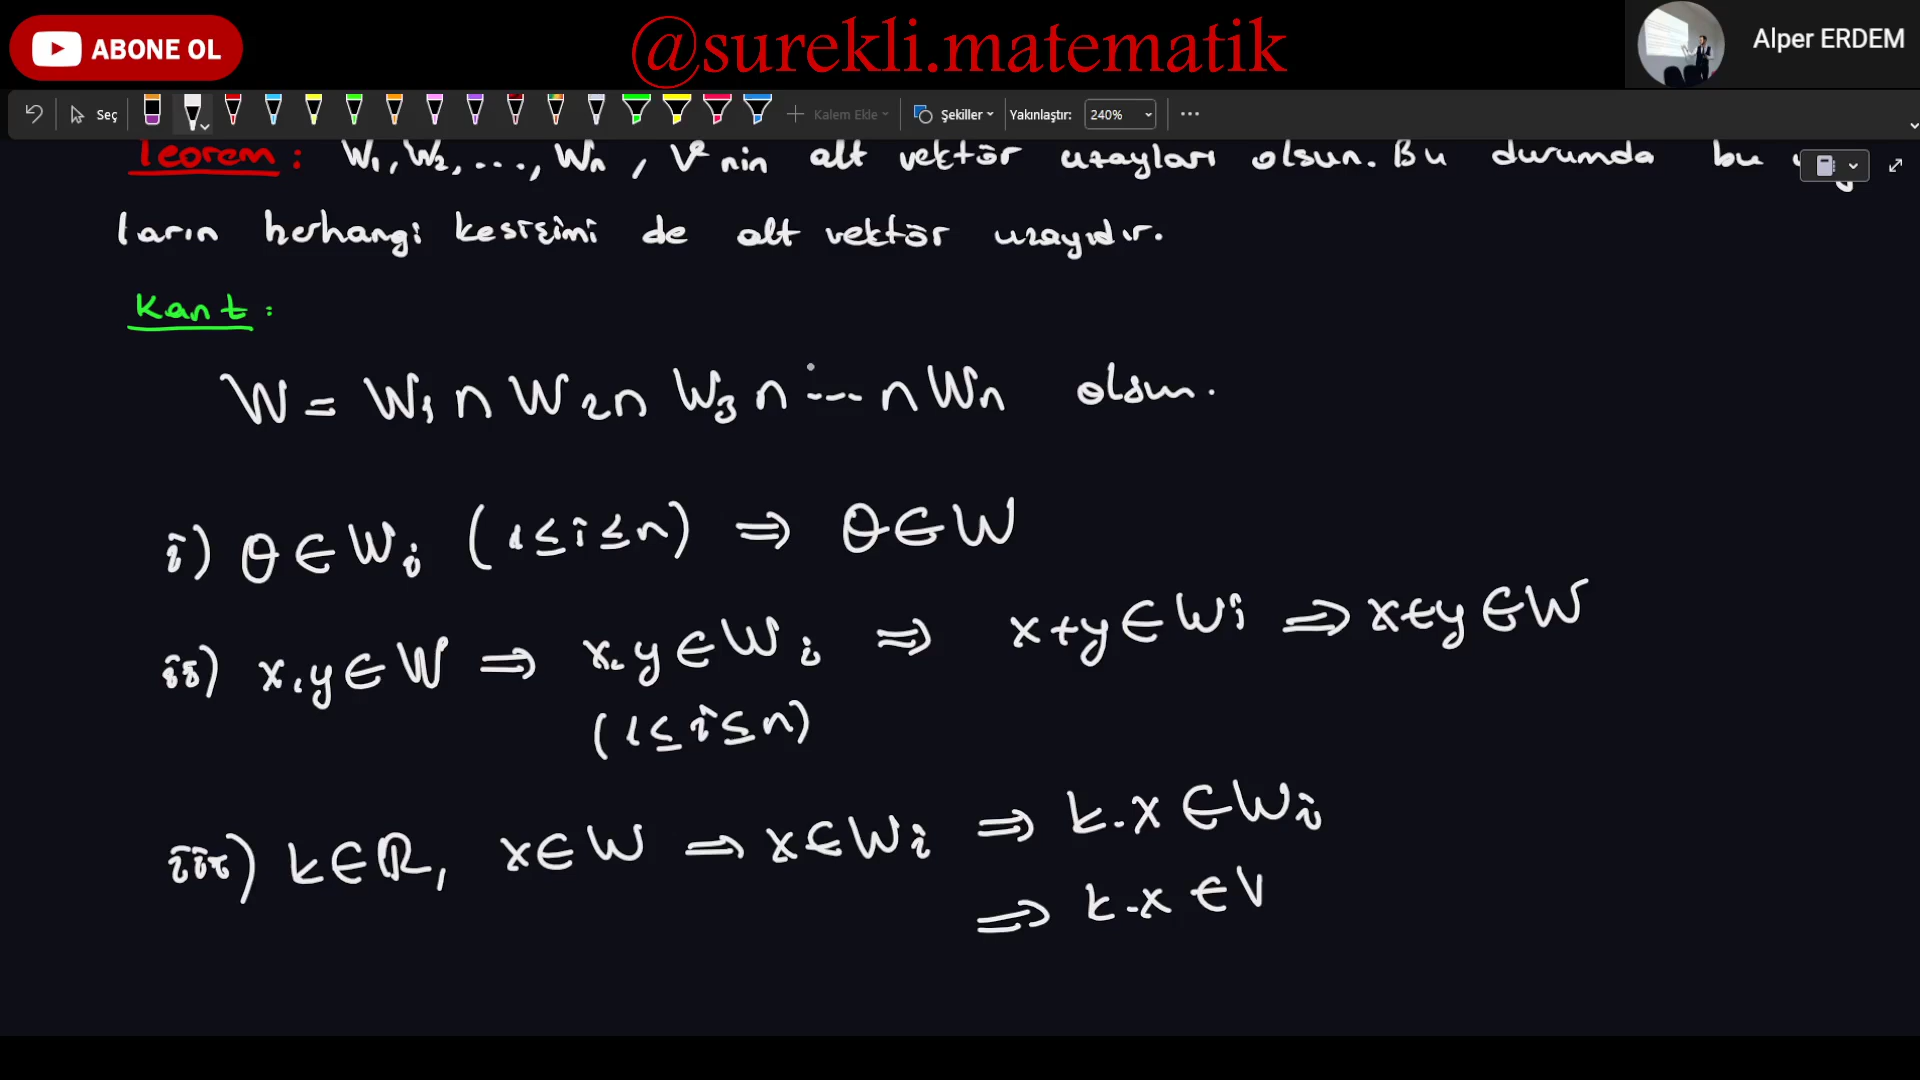 ABONE OL
@surekli.matematik
Alper ERDEM
Seç
Kalem Ekle
Şekiller
Yakınlaştır:
240%
Teorem: W₁, W₂, ..., Wₙ, V nin alt vektör uzayları olsun. Bu durumda bu
ların herhangi kesişimi de alt vektör uzayıdır.
Kanıt:
W = W₁ ∩ W₂ ∩ W₃ ∩ ... ∩ Wₙ olsun.
i) θ ∈ Wᵢ (1 ≤ i ≤ n) ⇒ θ ∈ W
ii) x, y ∈ W ⇒ x, y ∈ Wᵢ ⇒ x+y ∈ Wᵢ ⇒ x+y ∈ W
(1 ≤ i ≤ n)
iii) k ∈ ℝ, x ∈ W ⇒ x ∈ Wᵢ ⇒ k.x ∈ Wᵢ
⇒ k.x ∈ V